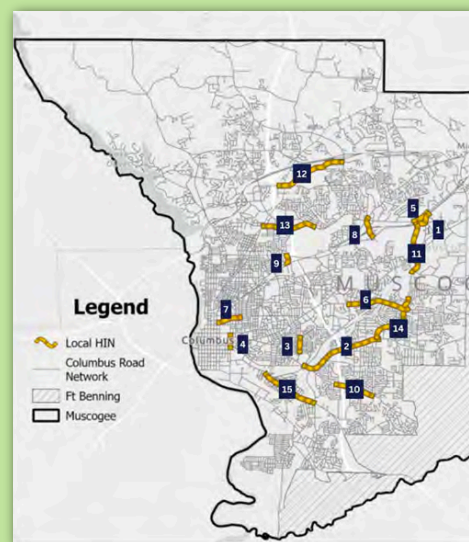 12
5
1
13
8
11
9
MUSCOG
6
7
14
Columbus
4
3
2
15
10
Legend
Local HIN
Columbus Road
Network
Ft Benning
Muscogee